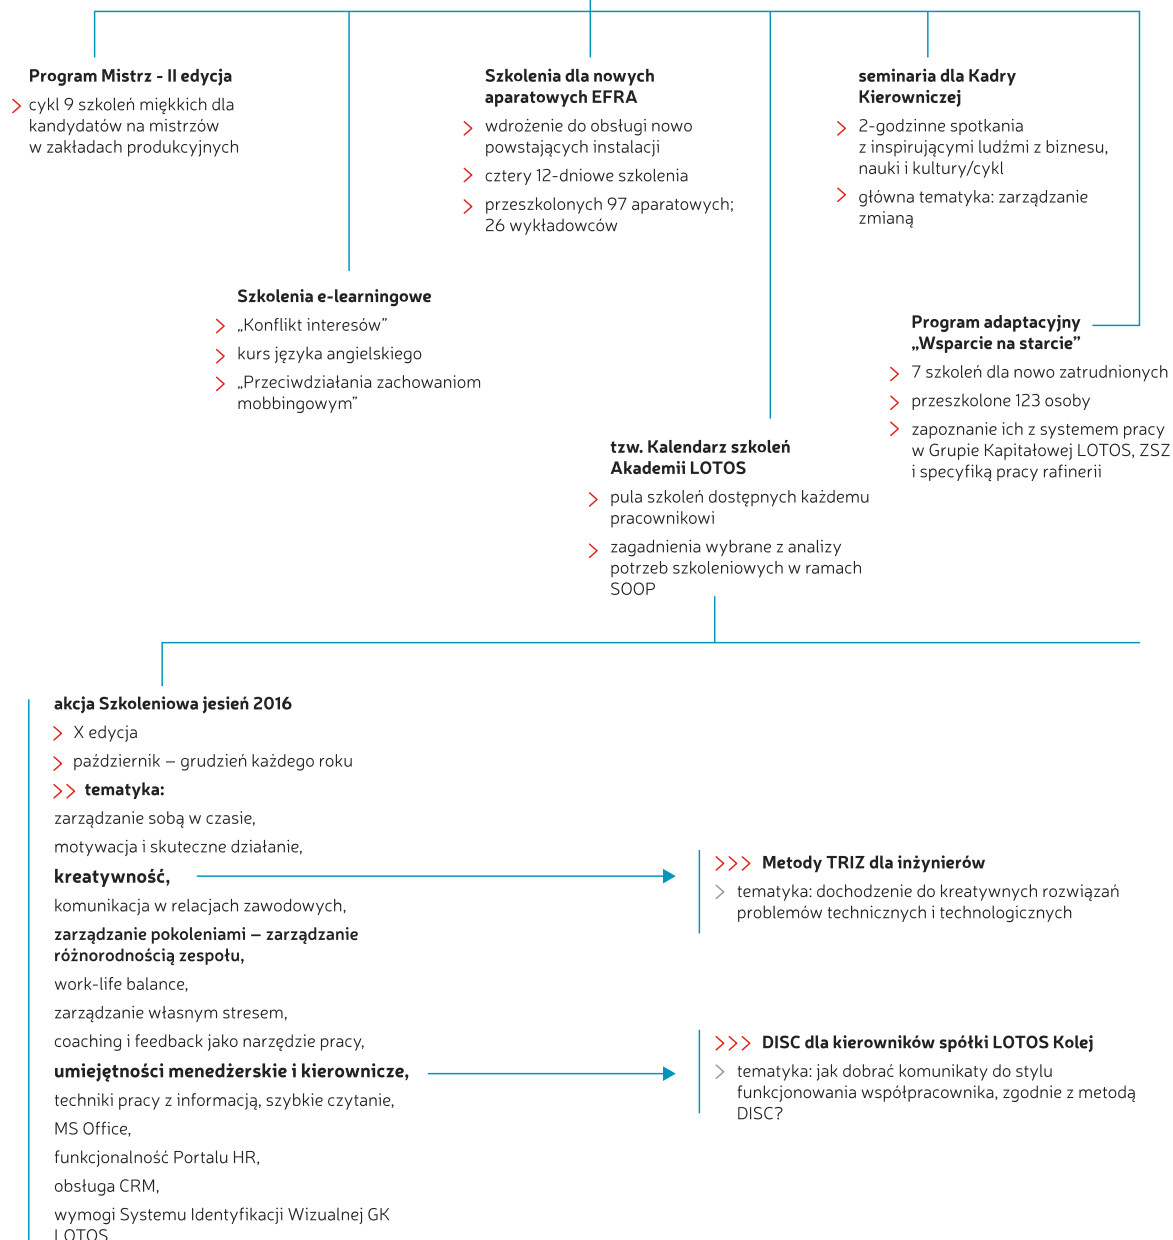 Program Mistrz - II edycja
cykl 9 szkoleń miękkich dla
kandydatów na mistrzów
w zakładach produkcyjnych
Szkolenia dla nowych
aparatowych EFRA
wdrożenie do obsługi nowo
powstających instalacji
cztery 12-dniowe szkolenia
przeszkolonych 97 aparatowych;
26 wykładowców
seminaria dla Kadry
Kierowniczej
2-godzinne spotkania
z inspirującymi ludźmi z biznesu,
nauki i kultury/cykl
główna tematyka: zarządzanie
zmianą
Szkolenia e-learningowe
„Konflikt interesów”
kurs języka angielskiego
„Przeciwdziałania zachowaniom
mobbingowym”
Program adaptacyjny
„Wsparcie na starcie”
7 szkoleń dla nowo zatrudnionych
przeszkolone 123 osoby
zapoznanie ich z systemem pracy
w Grupie Kapitałowej LOTOS, ZSZ
i specyfiką pracy rafinerii
tzw. Kalendarz szkoleń
Akademii LOTOS
pula szkoleń dostępnych każdemu
pracownikowi
zagadnienia wybrane z analizy
potrzeb szkoleniowych w ramach
SOOP
akcja Szkoleniowa jesień 2016
X edycja
październik – grudzień każdego roku
tematyka:
zarządzanie sobą w czasie,
motywacja i skuteczne działanie,
kreatywność,
komunikacja w relacjach zawodowych,
zarządzanie pokoleniami – zarządzanie
różnorodnością zespołu,
work-life balance,
zarządzanie własnym stresem,
coaching i feedback jako narzędzie pracy,
umiejętności menedżerskie i kierownicze,
techniki pracy z informacją, szybkie czytanie,
MS Office,
funkcjonalność Portalu HR,
obsługa CRM,
wymogi Systemu Identyfikacji Wizualnej GK
LOTOS
Metody TRIZ dla inżynierów
tematyka: dochodzenie do kreatywnych rozwiązań
problemów technicznych i technologicznych
DISC dla kierowników spółki LOTOS Kolej
tematyka: jak dobrać komunikaty do stylu
funkcjonowania współpracownika, zgodnie z metodą
DISC?